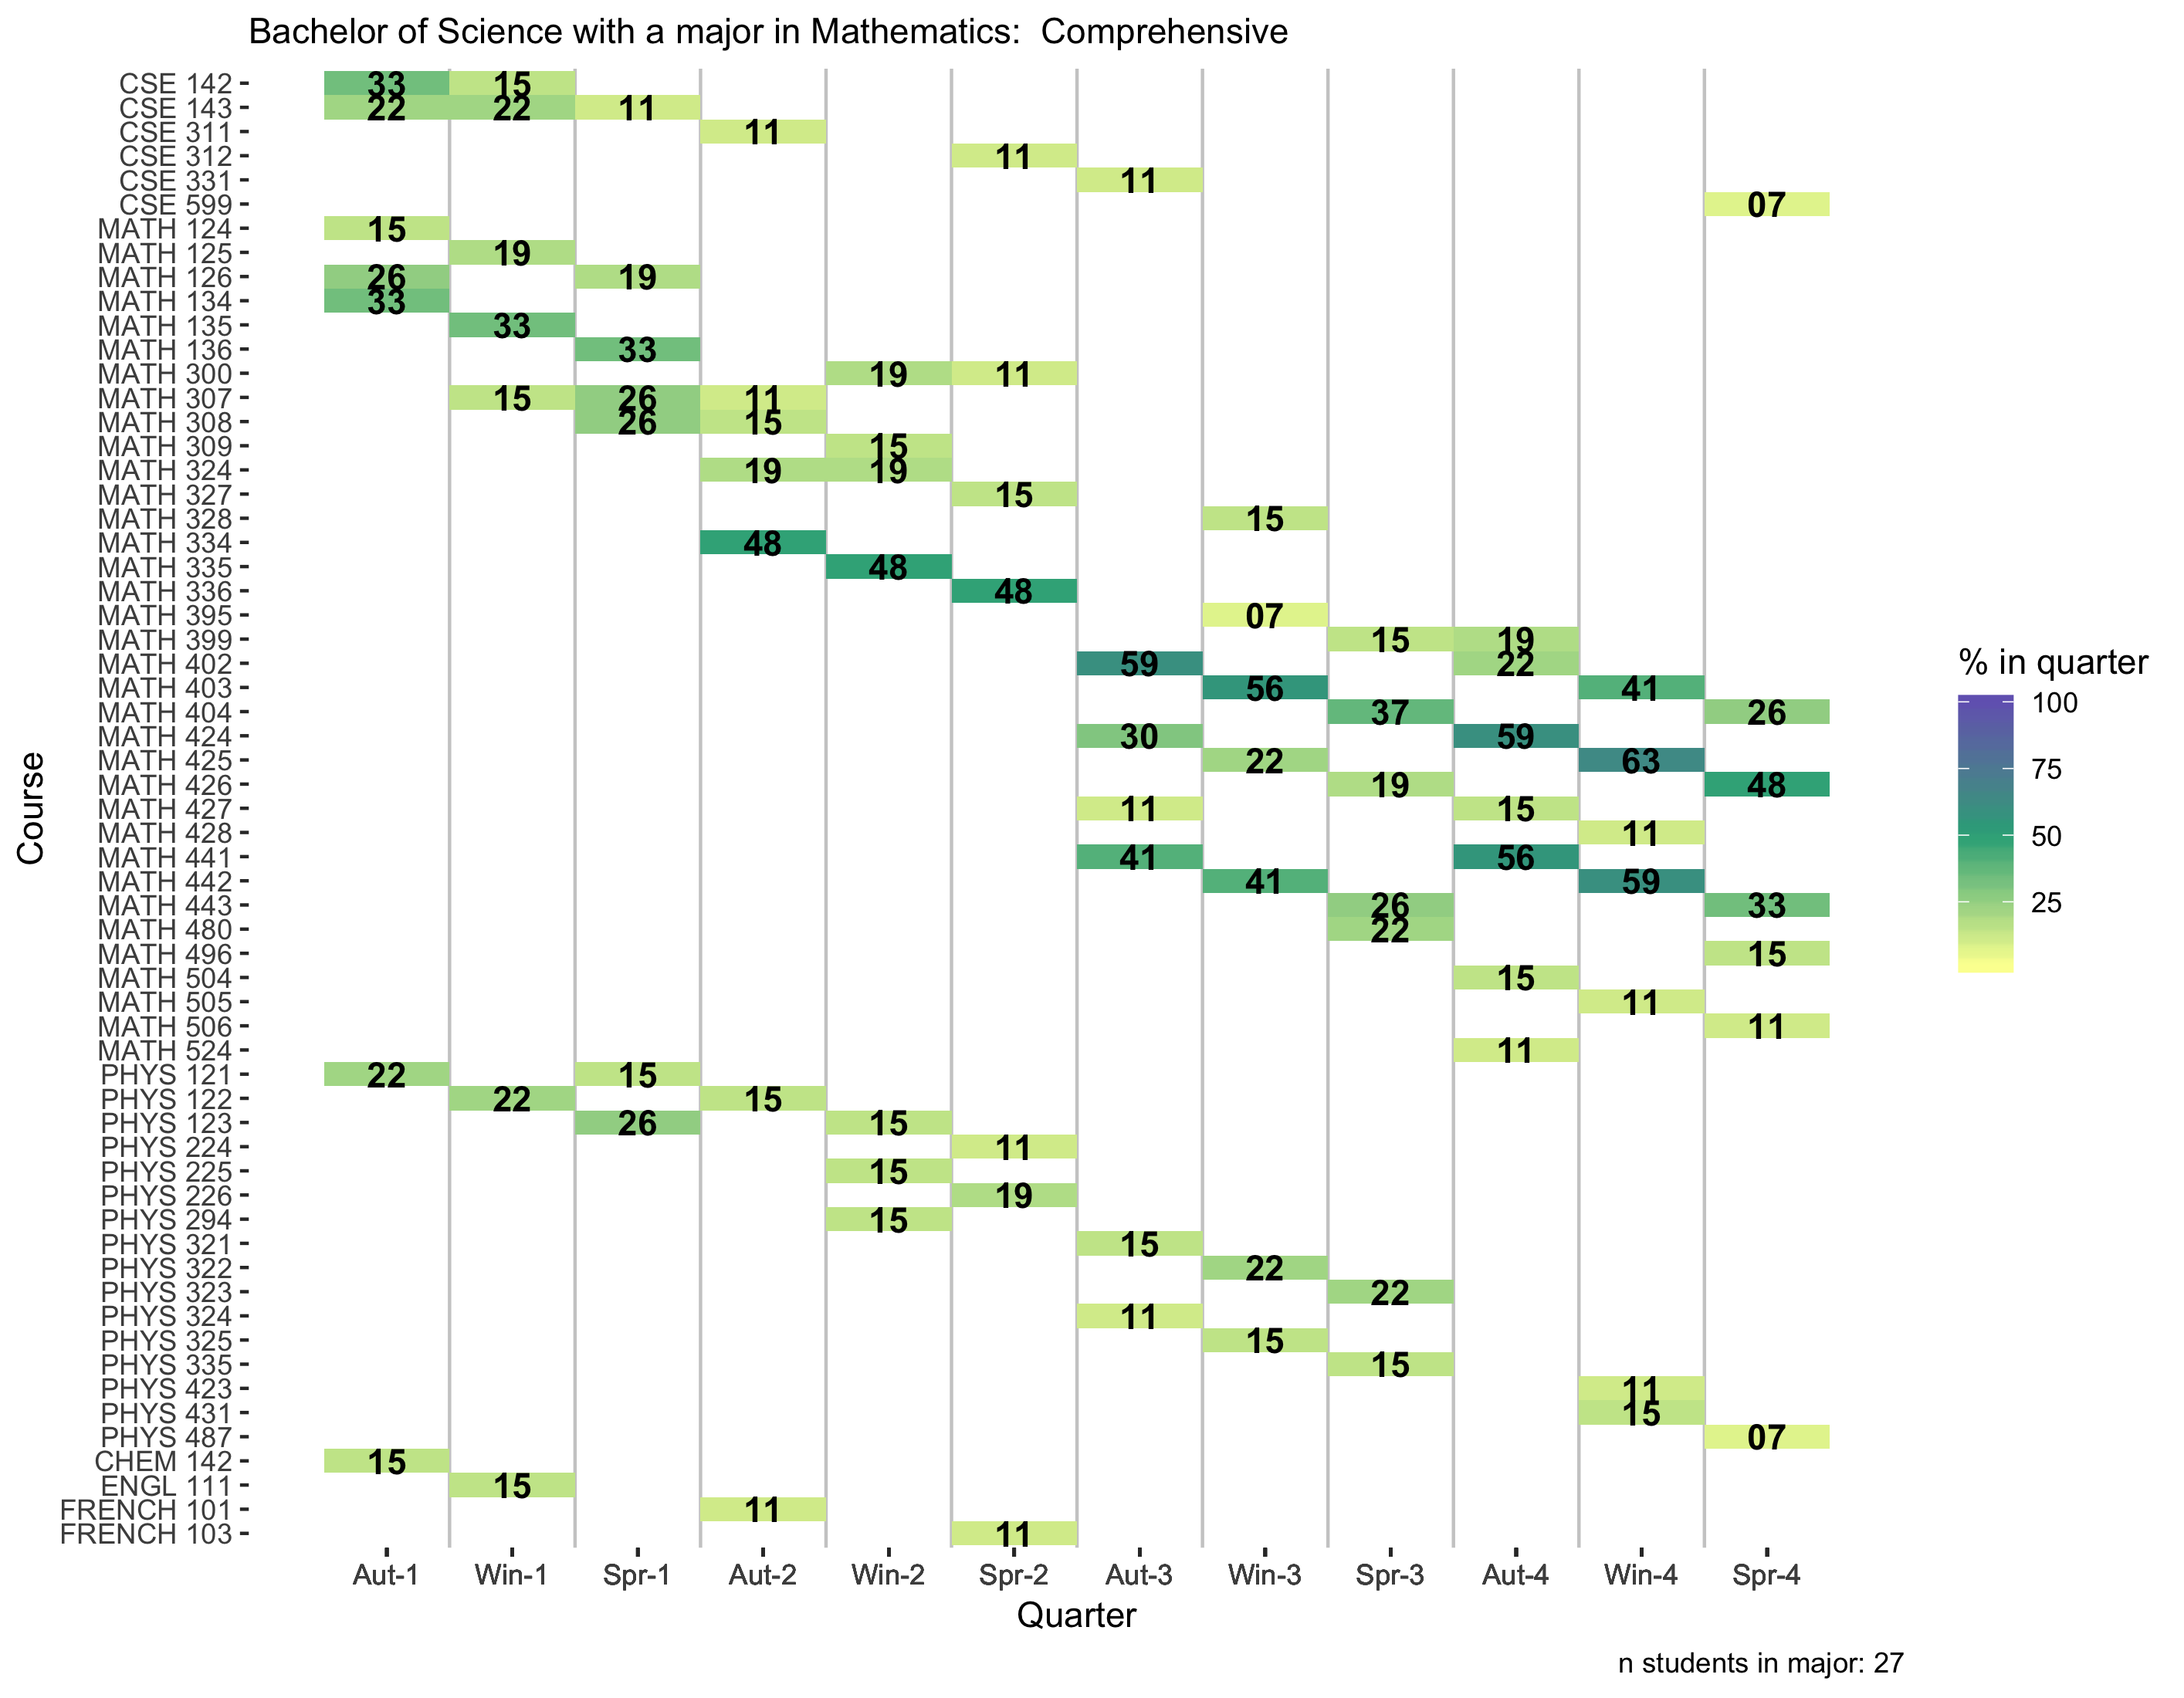 Bachelor of Science with a major in Mathematics:  Comprehensive
CSE 142 33 15
CSE 143 22 22 11
CSE 311 11
CSE 312 11
CSE 331 11
CSE 599 07
MATH 124 15
MATH 125 19
MATH 126 26 19
MATH 134 33
MATH 135 33
MATH 136 33
MATH 300 19 11
MATH 307 15 26 11
MATH 308 26 15
MATH 309 15
MATH 324 19 19
MATH 327 15
MATH 328 15
MATH 334 48
MATH 335 48
MATH 336 48
MATH 395 07
MATH 399 15 19
MATH 402 59 22
MATH 403 56 41
MATH 404 37 26
MATH 424 30 59
MATH 425 22 63
MATH 426 19 48
MATH 427 11 15
MATH 428 11
MATH 441 41 56
MATH 442 41 59
MATH 443 26 33
MATH 480 22
MATH 496 15
MATH 504 15
MATH 505 11
MATH 506 11
MATH 524 11
PHYS 121 22 15
PHYS 122 22 15
PHYS 123 26 15
PHYS 224 11
PHYS 225 15
PHYS 226 19
PHYS 294 15
PHYS 321 15
PHYS 322 22
PHYS 323 22
PHYS 324 11
PHYS 325 15
PHYS 335 15
PHYS 423 11
PHYS 431 15
PHYS 487 07
CHEM 142 15
ENGL 111 15
FRENCH 101 11
FRENCH 103 11
Course
Aut-1 Win-1 Spr-1 Aut-2 Win-2 Spr-2 Aut-3 Win-3 Spr-3 Aut-4 Win-4 Spr-4
Quarter
% in quarter
100
75
50
25
n students in major: 27